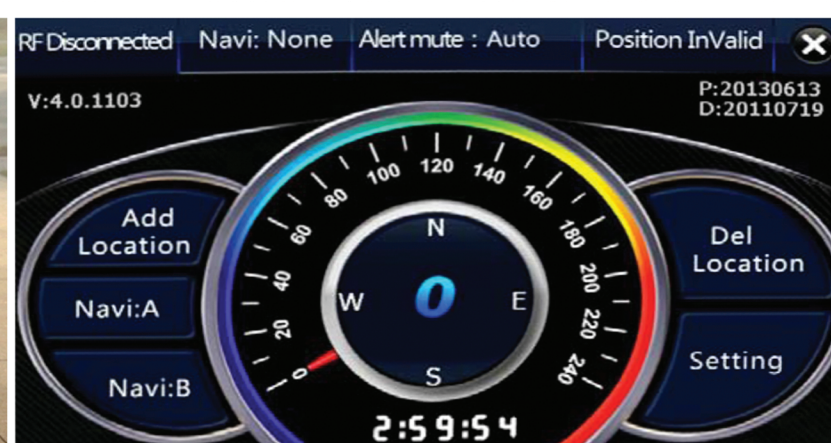 RF Disconnected Navi: None Alert mute : Auto Position InValid
V:4.0.1103
P:20130613
D:20110719
Add
Location
Navi:A
Navi:B
0 20 40 60 80 100 120 140 160 180 200 220 240
N
W 0 E
S
2:59:54
Del
Location
Setting